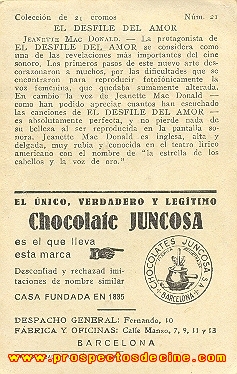 Colección de 24 cromos Núm. 21
EL DESFILE DEL AMOR
JEANETTE MAC DONALD. — La protagonista de
EL DESFILE DEL AMOR se considera como
una de las revelaciones más importantes del cine
sonoro. Los primeros pasos de este nuevo arte des-
corazonaron a muchos, por las dificultades que se
encontraron para reproducir fotofónicamente la
voz femenina, que quedaba sumamente alterada.
En cambio la voz de Jeanette Mac Donald —
como han podido apreciar cuantos han escuchado
las canciones de EL DESFILE DEL AMOR — es
absolutamente perfecta, y no pierde nada de
su belleza al ser reproducida en la pantalla so-
nora. Jeanette Mac Donald es inglesa, alta y
delgada, muy rubia y conocida en el teatro lírico
americano con el nombre de "la estrella de los
cabellos y la voz de oro."
EL ÚNICO, VERDADERO Y LEGÍTIMO
Chocolate JUNCOSA
es el que lleva
esta marca
Desconfiad y rechazad imi-
taciones de nombre similar
CASA FUNDADA EN 1835
CHOCOLATES JUNCOSA S.A.
BARCELONA
DESPACHO GENERAL: Fernando, 10
FABRICA Y OFICINAS: Calle Manso, 7, 9, 11 y 13
BARCELONA
www.prospectosdecine.com